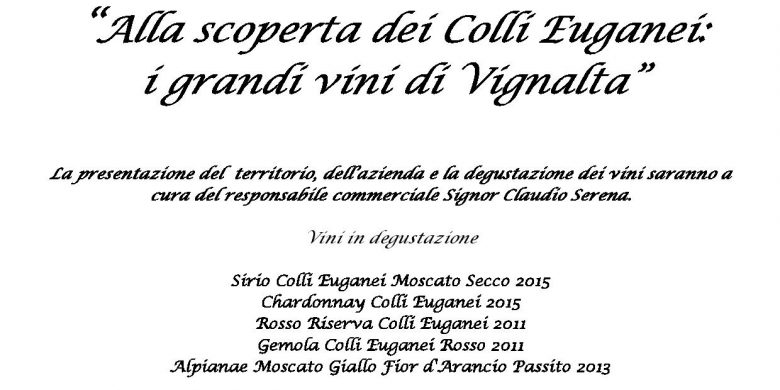 “Alla scoperta dei Colli Euganei:
i grandi vini di Vignalta”
La presentazione del territorio, dell'azienda e la degustazione dei vini saranno a
cura del responsabile commerciale Signor Claudio Serena.
Vini in degustazione
Sirio Colli Euganei Moscato Secco 2015
Chardonnay Colli Euganei 2015
Rosso Riserva Colli Euganei 2011
Gemola Colli Euganei Rosso 2011
Alpianae Moscato Giallo Fior d'Arancio Passito 2013